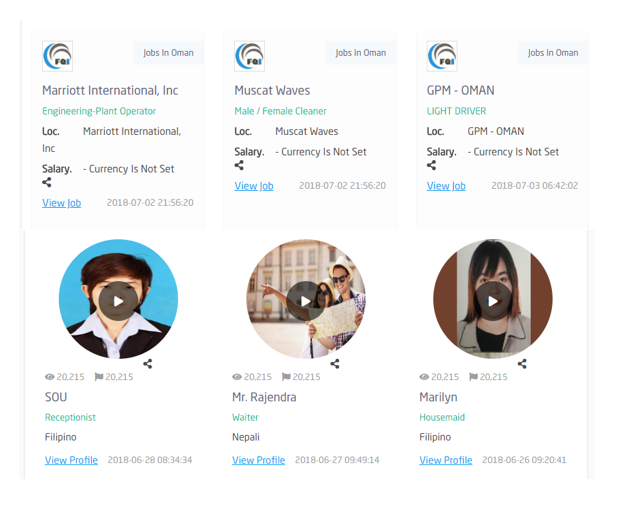 FQI
Jobs In Oman
Marriott International, Inc
Engineering-Plant Operator
Loc. Marriott International,
Inc
Salary. - Currency Is Not Set
View Job 2018-07-02 21:56:20
FQI
Jobs In Oman
Muscat Waves
Male / Female Cleaner
Loc. Muscat Waves
Salary. - Currency Is Not Set
View Job 2018-07-02 21:56:20
FQI
Jobs In Oman
GPM - OMAN
LIGHT DRIVER
Loc. GPM - OMAN
Salary. - Currency Is Not Set
View Job 2018-07-03 06:42:02
20,215 20,215
SOU
Receptionist
Filipino
View Profile 2018-06-28 08:34:34
20,215 20,215
Mr. Rajendra
Waiter
Nepali
View Profile 2018-06-27 09:49:14
20,215 20,215
Marilyn
Housemaid
Filipino
View Profile 2018-06-26 09:20:41